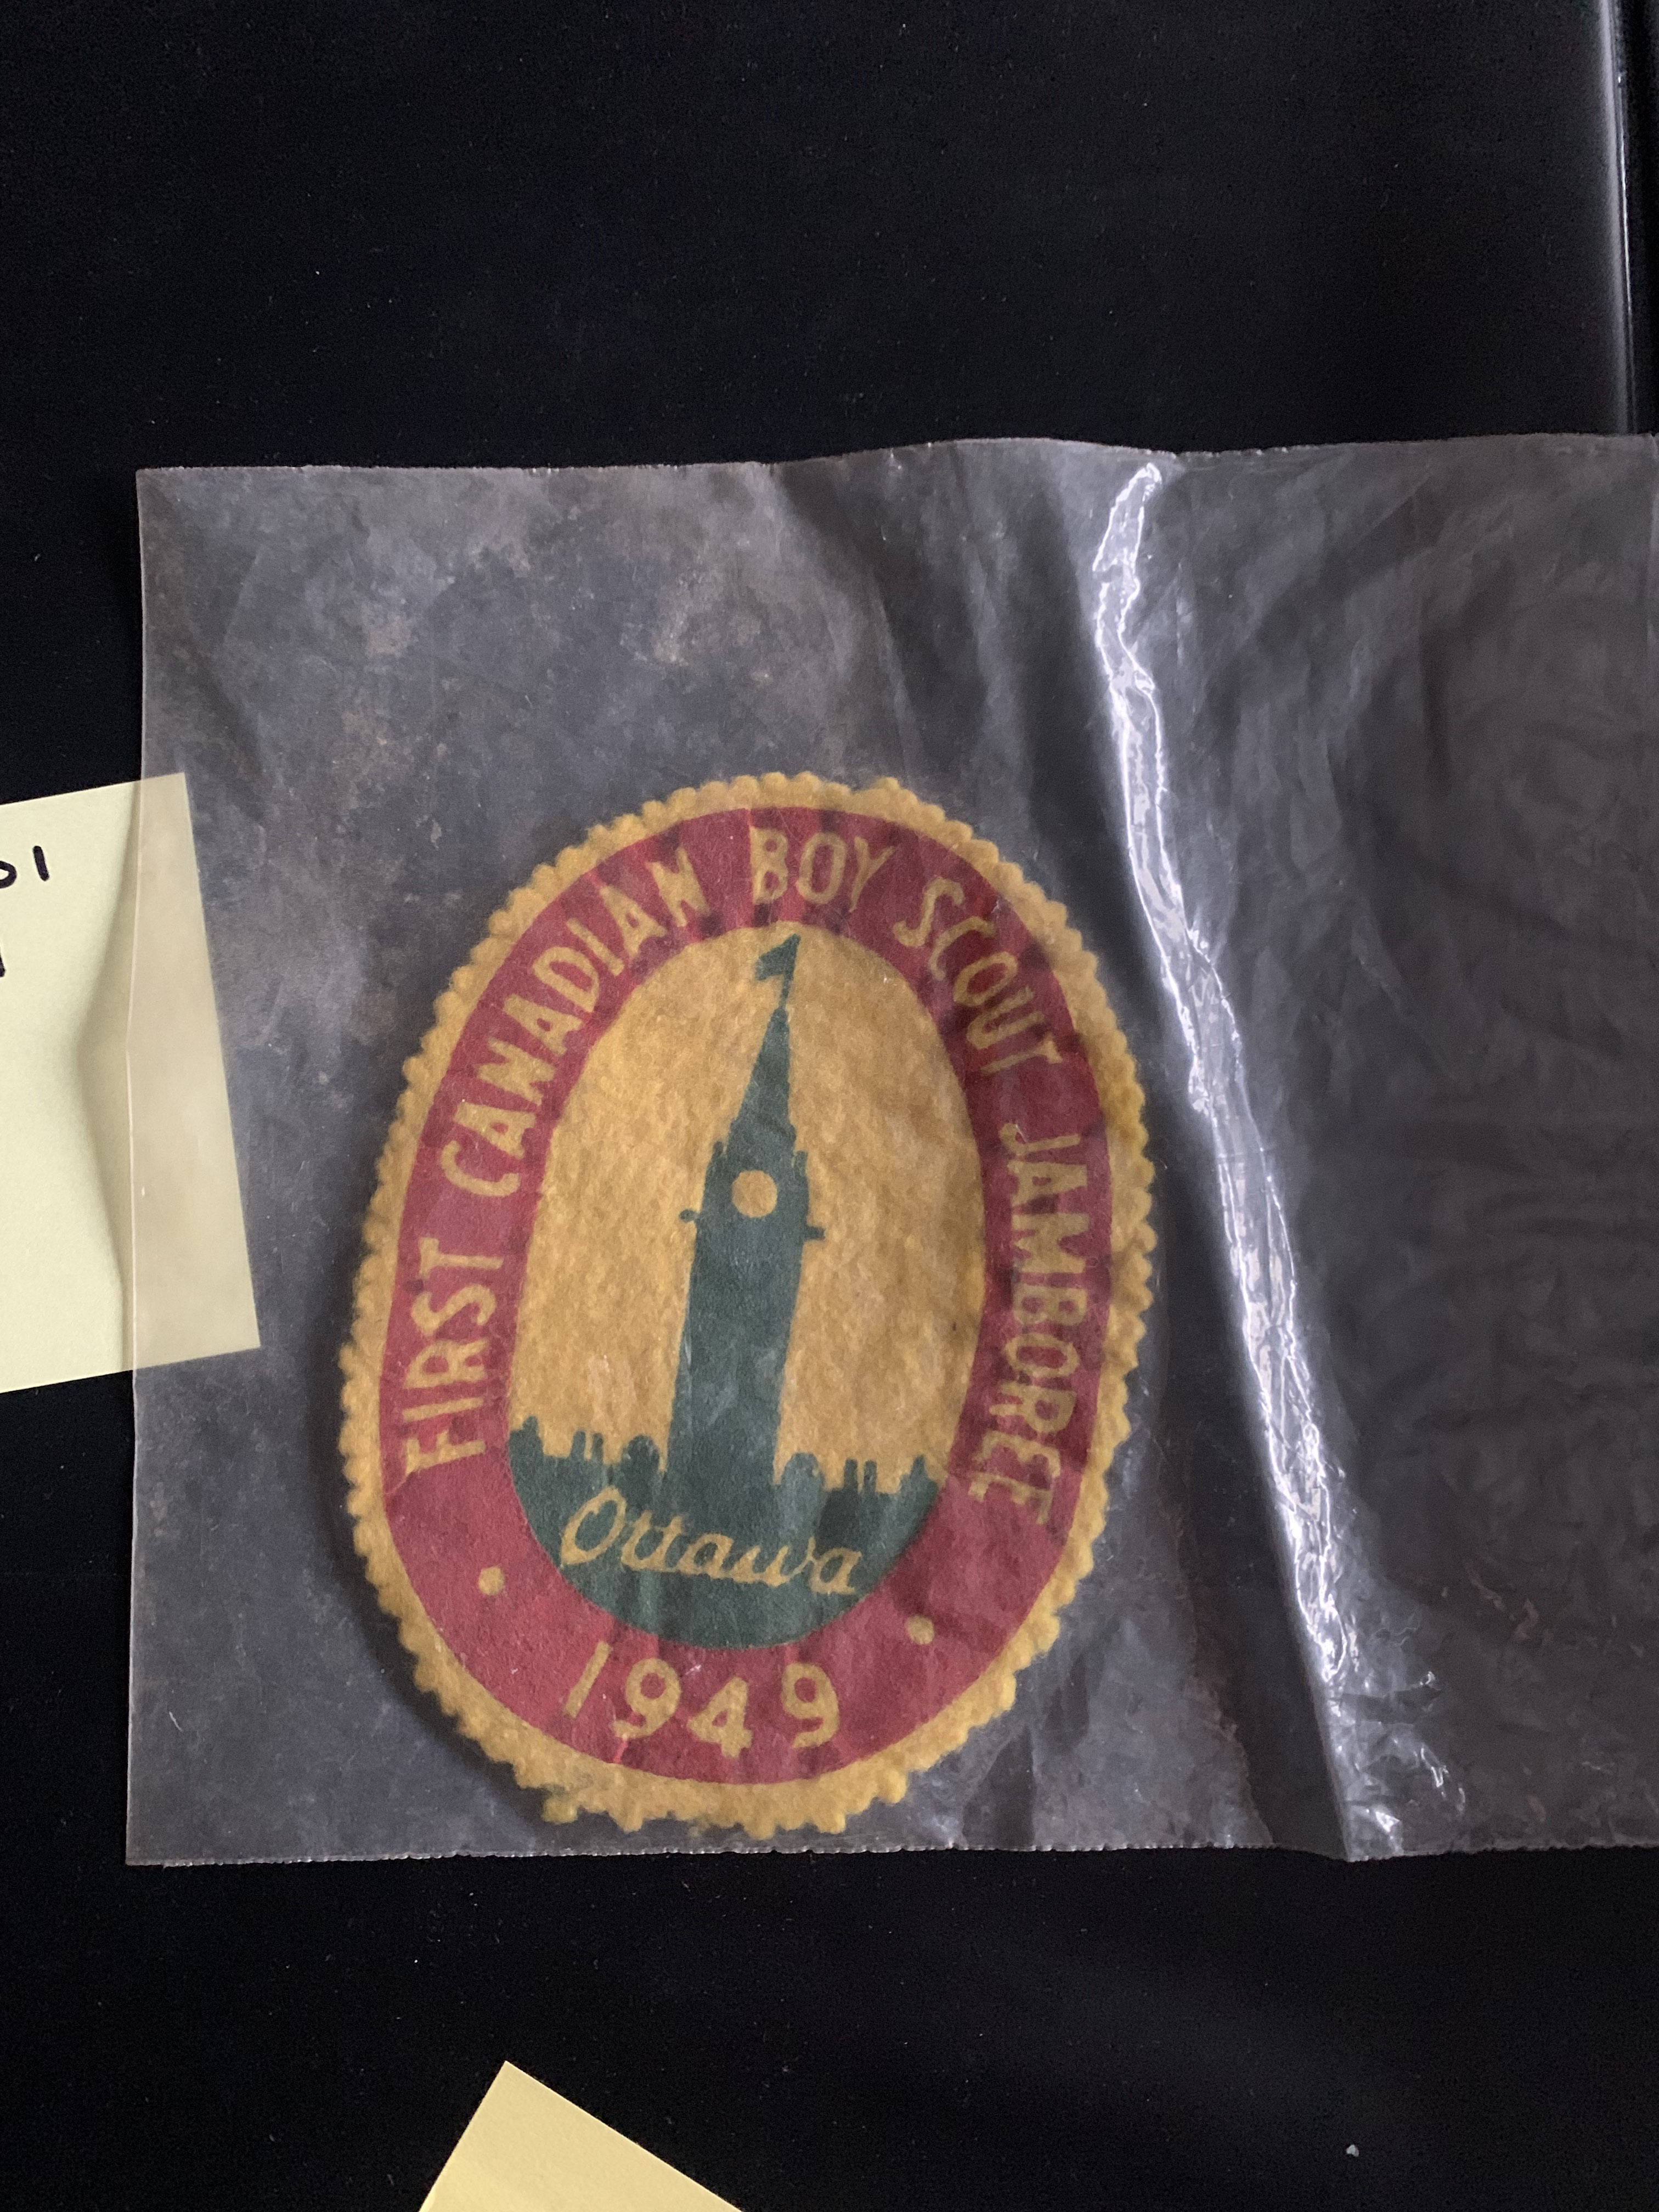 FIRST CANADIAN BOY SCOUT JAMBOREE
Ottawa
1949